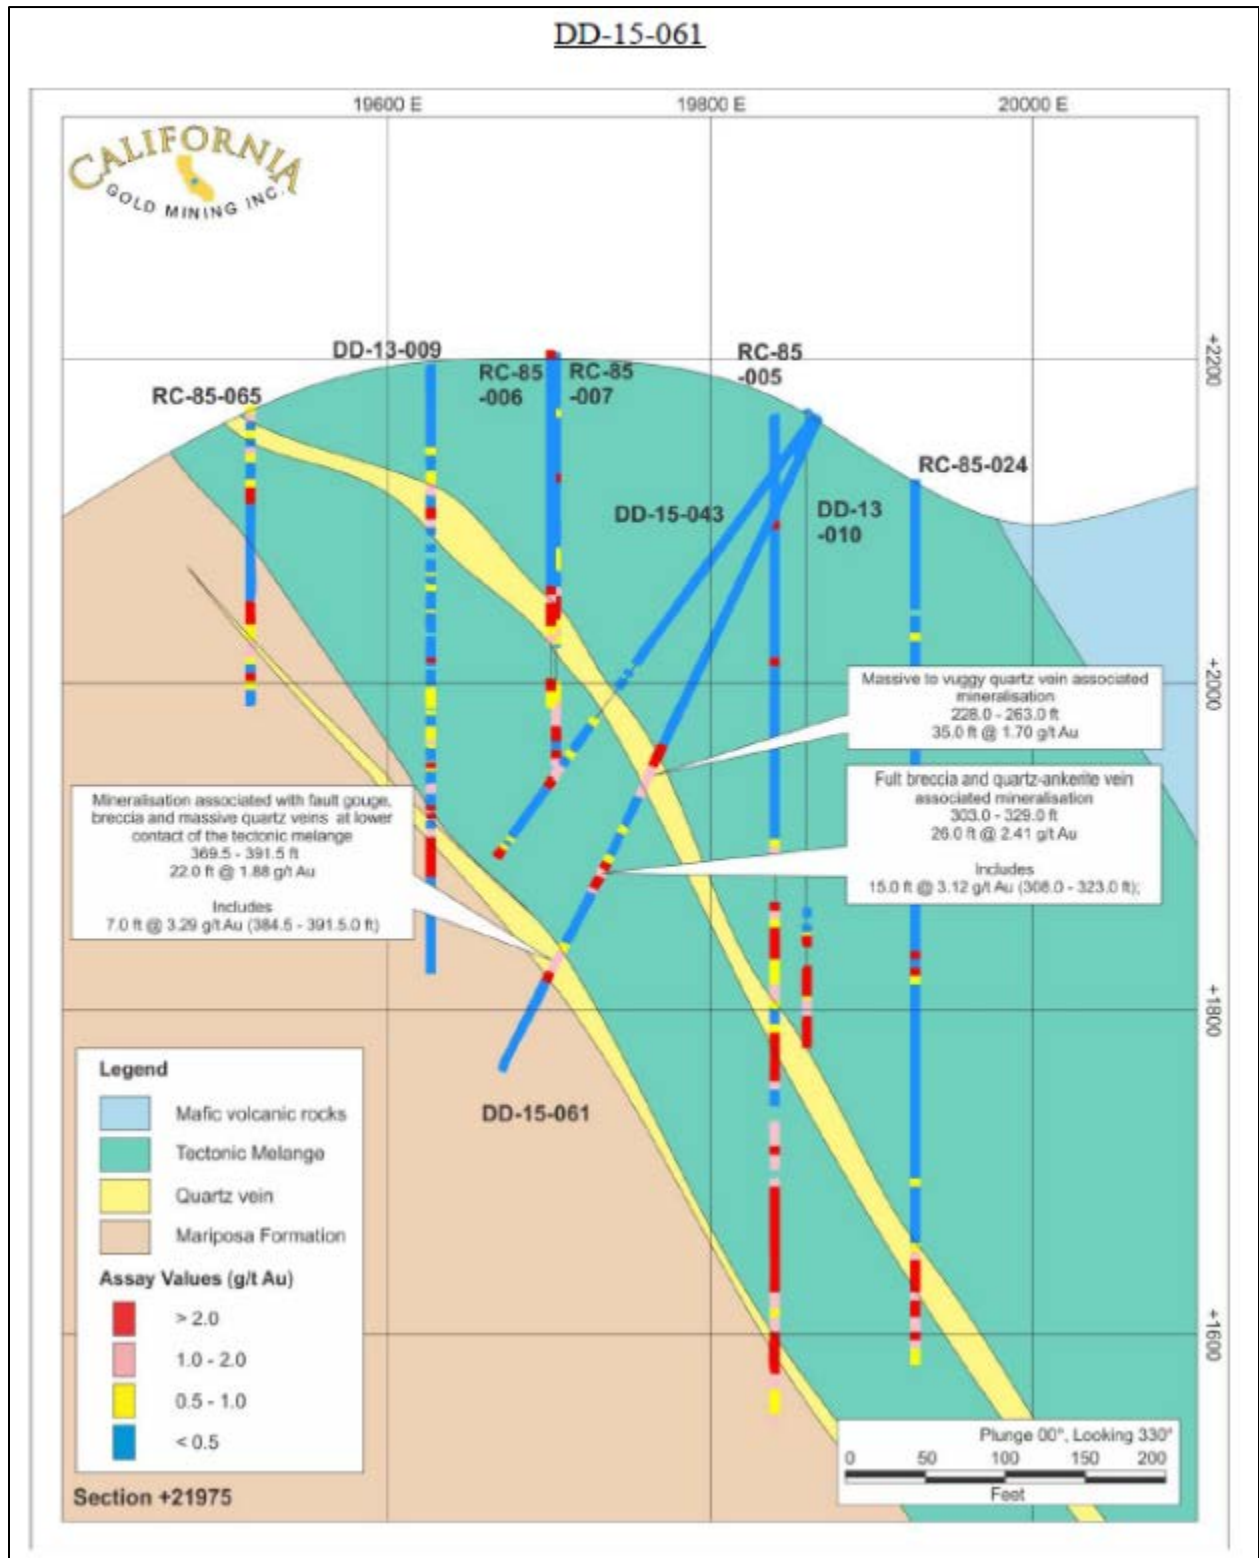 DD-15-061
19600 E
19800 E
20000 E
CALIFORNIA
GOLD MINING INC.
+2200
+2000
+1800
+1600
DD-13-009
RC-85-065
RC-85
-006
RC-85
-007
RC-85
-005
RC-85-024
DD-15-043
DD-13
-010
Massive to vuggy quartz vein associated
mineralisation
228.0 - 263.0 ft
35.0 ft @ 1.70 g/t Au
Fult breccia and quartz-ankerite vein
associated mineralisation
303.0 - 329.0 ft
26.0 ft @ 2.41 g/t Au
Includes
15.0 ft @ 3.12 g/t Au (308.0 - 323.0 ft);
Mineralisation associated with fault gouge,
breccia and massive quartz veins at lower
contact of the tectonic melange
369.5 - 391.5 ft
22.0 ft @ 1.88 g/t Au
Includes
7.0 ft @ 3.29 g/t Au (384.5 - 391.5.0 ft)
DD-15-061
Legend
Mafic volcanic rocks
Tectonic Melange
Quartz vein
Mariposa Formation
Assay Values (g/t Au)
> 2.0
1.0 - 2.0
0.5 - 1.0
< 0.5
Section +21975
Plunge 00°, Looking 330°
0 50 100 150 200
Feet